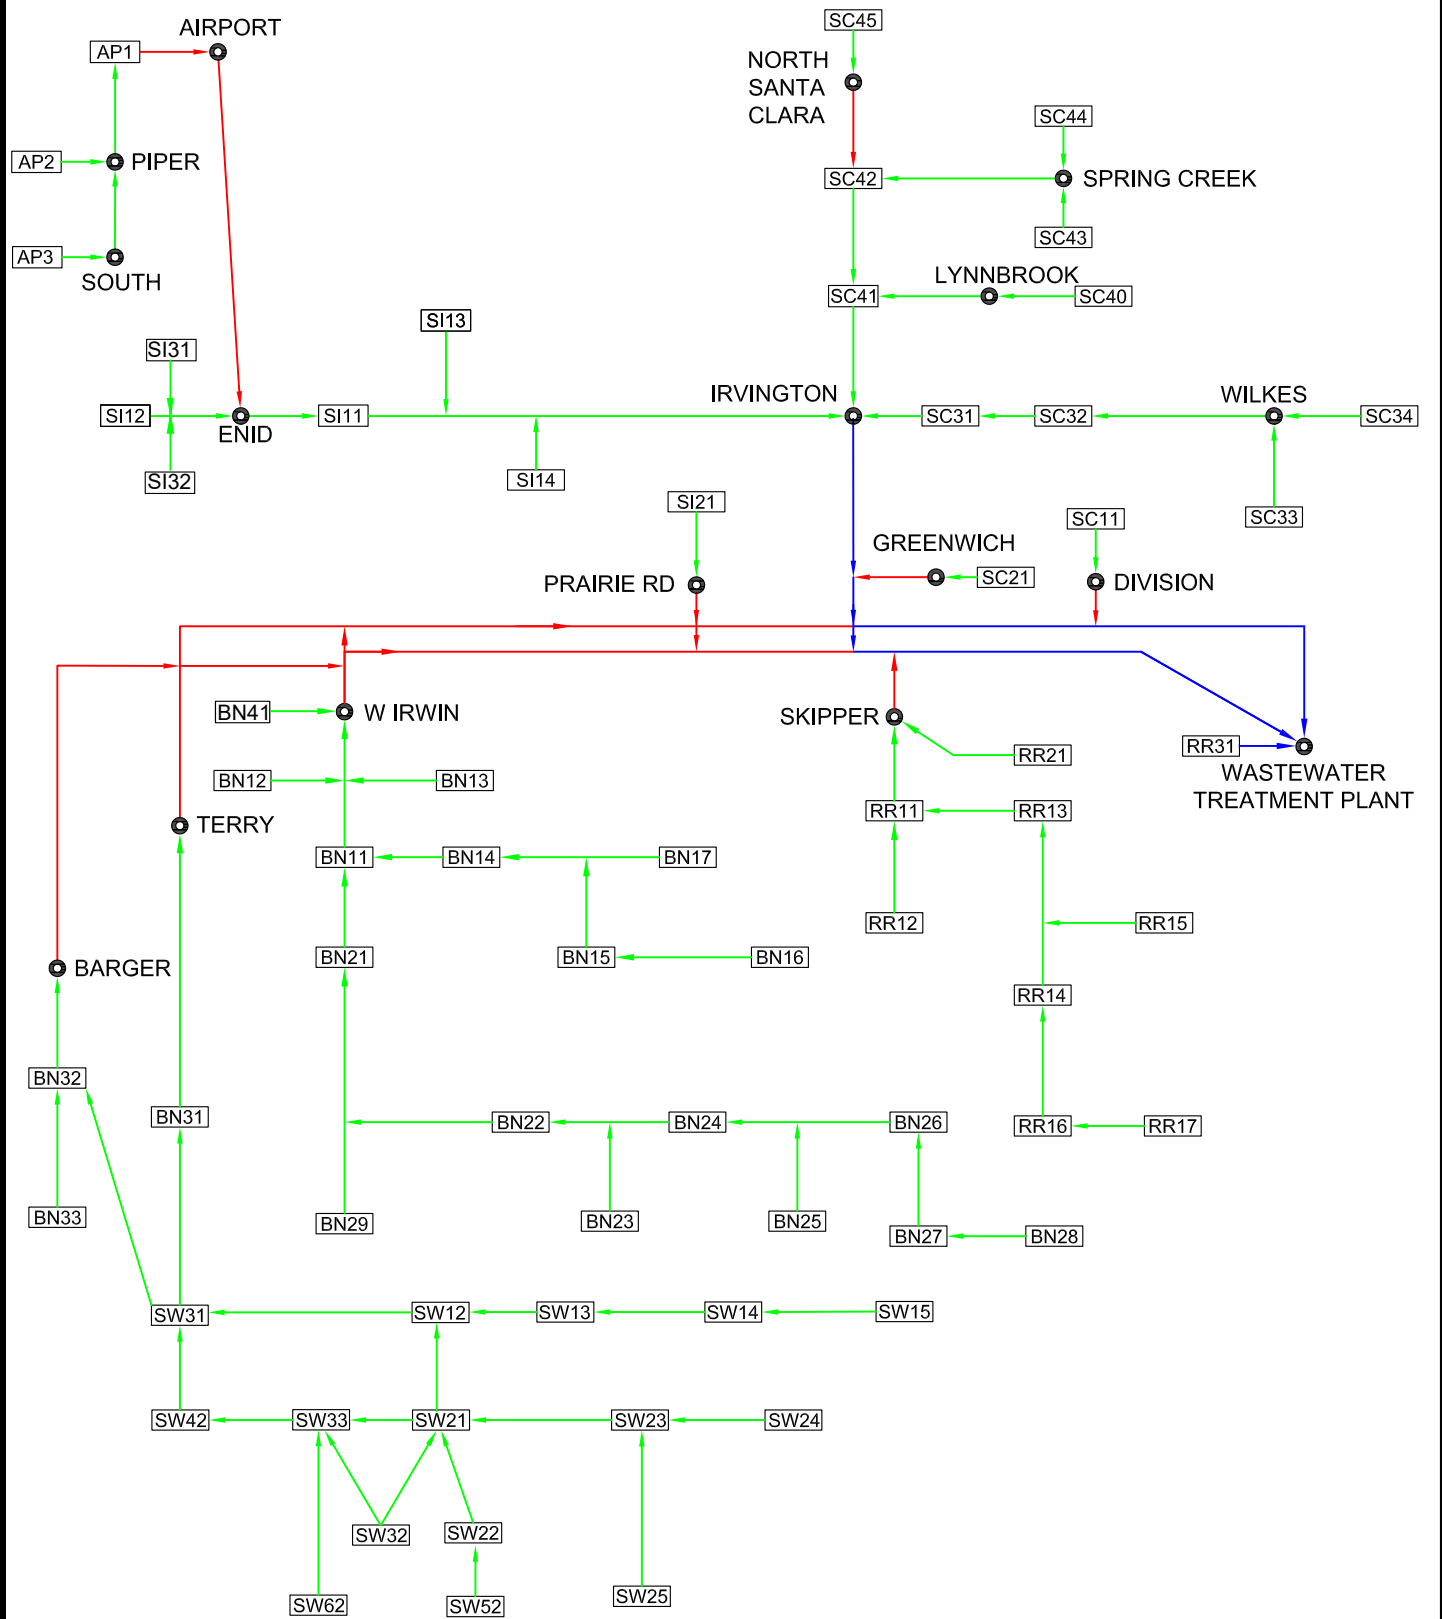 SC45
AIRPORT
AP1
NORTH
SANTA
CLARA
SC44
AP2
PIPER
SC42
SPRING CREEK
SC43
AP3
SOUTH
LYNNBROOK
SC41
SC40
SI13
SI31
IRVINGTON
WILKES
SI12
SI11
SC31
SC32
SC34
ENID
SI32
SI14
SI21
SC33
SC11
GREENWICH
PRAIRIE RD
SC21
DIVISION
BN41
W IRWIN
SKIPPER
RR21
RR31
WASTEWATER
TREATMENT PLANT
BN12
BN13
TERRY
RR11
RR13
BN11
BN14
BN17
RR12
RR15
BN21
BN15
BN16
BARGER
RR14
BN32
BN31
BN22
BN24
BN26
RR16
RR17
BN33
BN29
BN23
BN25
BN27
BN28
SW31
SW12
SW13
SW14
SW15
SW42
SW33
SW21
SW23
SW24
SW32
SW22
SW62
SW52
SW25